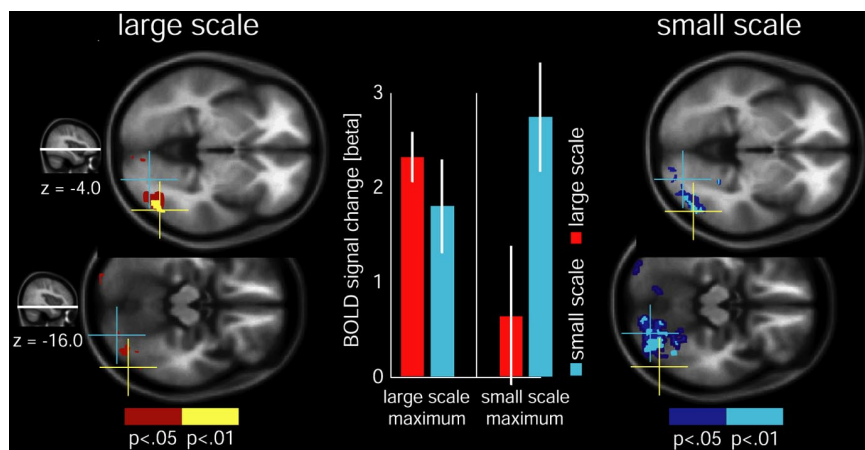 large scale
small scale
z = -4.0
z = -16.0
BOLD signal change [beta]
3
2
1
0
large scale
maximum
small scale
maximum
large scale
small scale
p<.05 p<.01
p<.05 p<.01